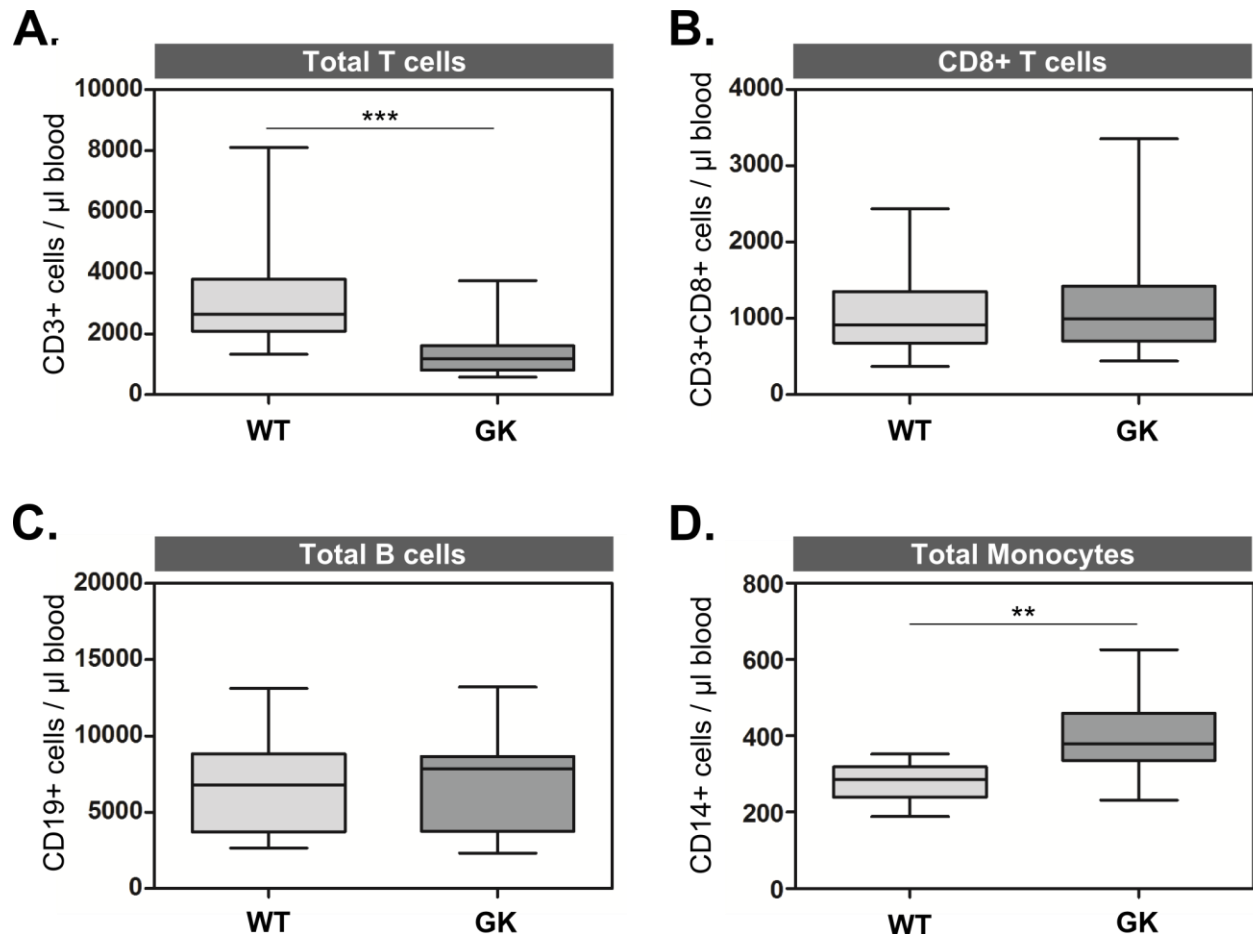 A.
Total T cells
CD3+ cells / µl blood
10000
8000
6000
4000
2000
0
***
WT
GK
B.
CD8+ T cells
CD3+CD8+ cells / µl blood
4000
3000
2000
1000
0
WT
GK
C.
Total B cells
CD19+ cells / µl blood
20000
15000
10000
5000
0
WT
GK
D.
Total Monocytes
CD14+ cells / µl blood
800
600
400
200
0
**
WT
GK